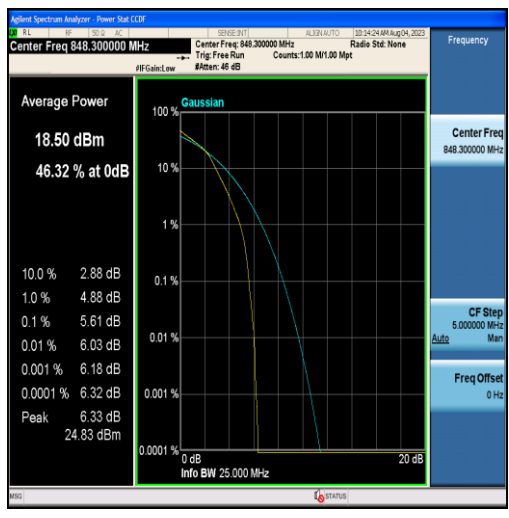 Agilent Spectrum Analyzer - Power Stat CCDF
RL RF 50 Ω AC SENSE:INT ALIGN AUTO 10:14:24 AM Aug 04, 2023
Center Freq 848.300000 MHz
Center Freq: 848.300000 MHz Radio Std: None
Trig: Free Run Counts:1.00 M/1.00 Mpt
#IFGain:Low #Atten: 46 dB
Frequency
Average Power
18.50 dBm
46.32 % at 0dB
10.0 % 2.88 dB
1.0 % 4.88 dB
0.1 % 5.61 dB
0.01 % 6.03 dB
0.001 % 6.18 dB
0.0001 % 6.32 dB
Peak 6.33 dB
24.83 dBm
Gaussian
100 %
10 %
1 %
0.1 %
0.01 %
0.001 %
0.0001 %
0 dB 20 dB
Info BW 25.000 MHz
Center Freq
848.300000 MHz
CF Step
5.000000 MHz
Auto Man
Freq Offset
0 Hz
MSG STATUS